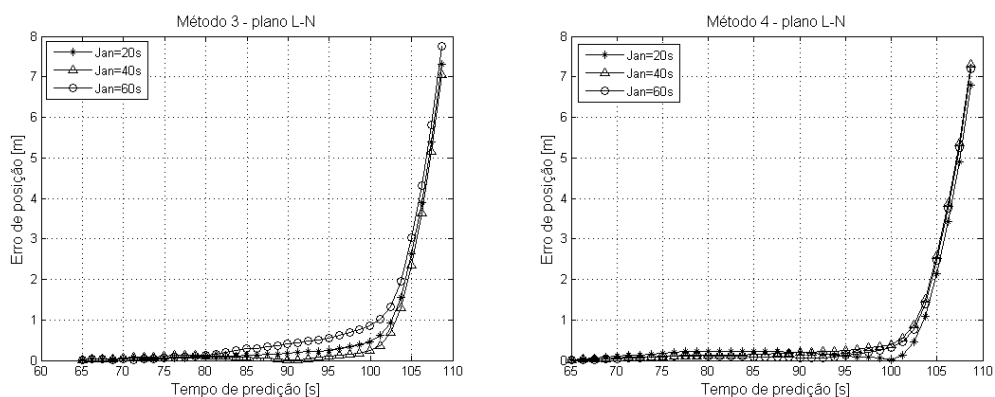 Método 3 - plano L-N
8
7
6
5
4
3
2
1
0
Erro de posição [m]
Jan=20s
Jan=40s
Jan=60s
60 65 70 75 80 85 90 95 100 105 110
Tempo de predição [s]
Método 4 - plano L-N
8
7
6
5
4
3
2
1
0
Erro de posição [m]
Jan=20s
Jan=40s
Jan=60s
65 70 75 80 85 90 95 100 105 110
Tempo de predição [s]